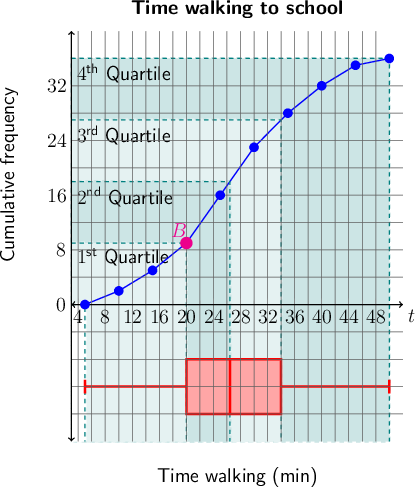 Time walking to school
Cumulative frequency
4th Quartile
32
3rd Quartile
24
2nd Quartile
16
B
8
1st Quartile
0
4 8 12 16 20 24 28 32 36 40 44 48 t
Time walking (min)